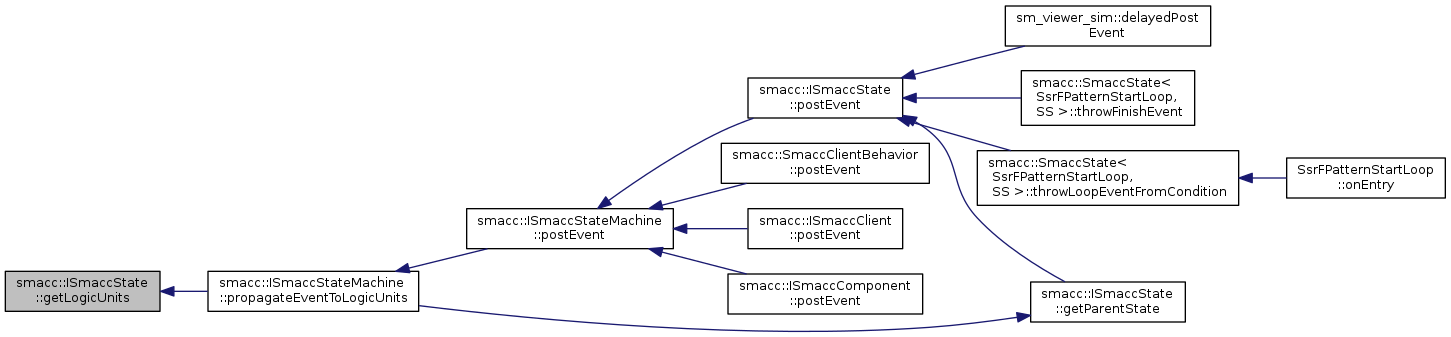 sm_viewer_sim::delayedPost
Event
smacc::SmaccState<
SsrFPatternStartLoop,
SS >::throwFinishEvent
smacc::ISmaccState
::postEvent
smacc::SmaccClientBehavior
::postEvent
smacc::SmaccState<
SsrFPatternStartLoop,
SS >::throwLoopEventFromCondition
SsrFPatternStartLoop
::onEntry
smacc::ISmaccStateMachine
::postEvent
smacc::ISmaccClient
::postEvent
smacc::ISmaccState
::getLogicUnits
smacc::ISmaccStateMachine
::propagateEventToLogicUnits
smacc::ISmaccComponent
::postEvent
smacc::ISmaccState
::getParentState